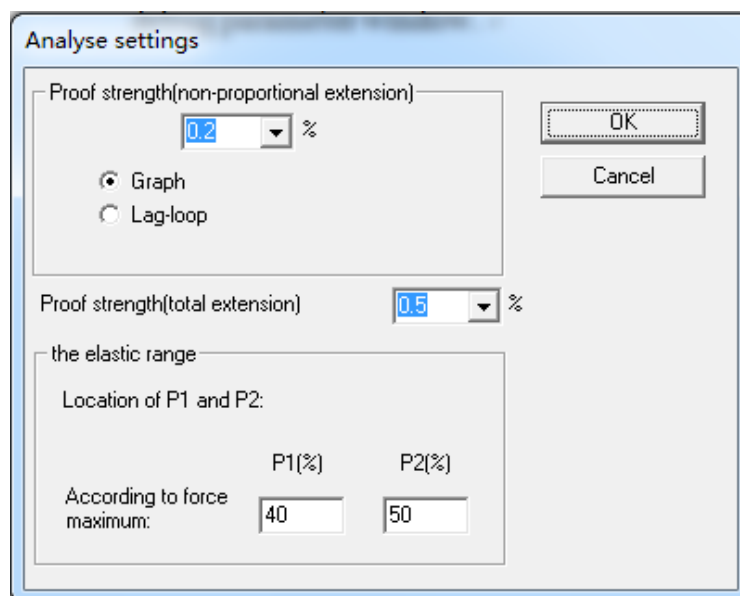 Analyse settings
Proof strength(non-proportional extension)
0.2 %
OK
Graph
Cancel
Lag-loop
Proof strength(total extension) 0.5 %
the elastic range
Location of P1 and P2:
P1(%) P2(%)
According to force
maximum: 40 50